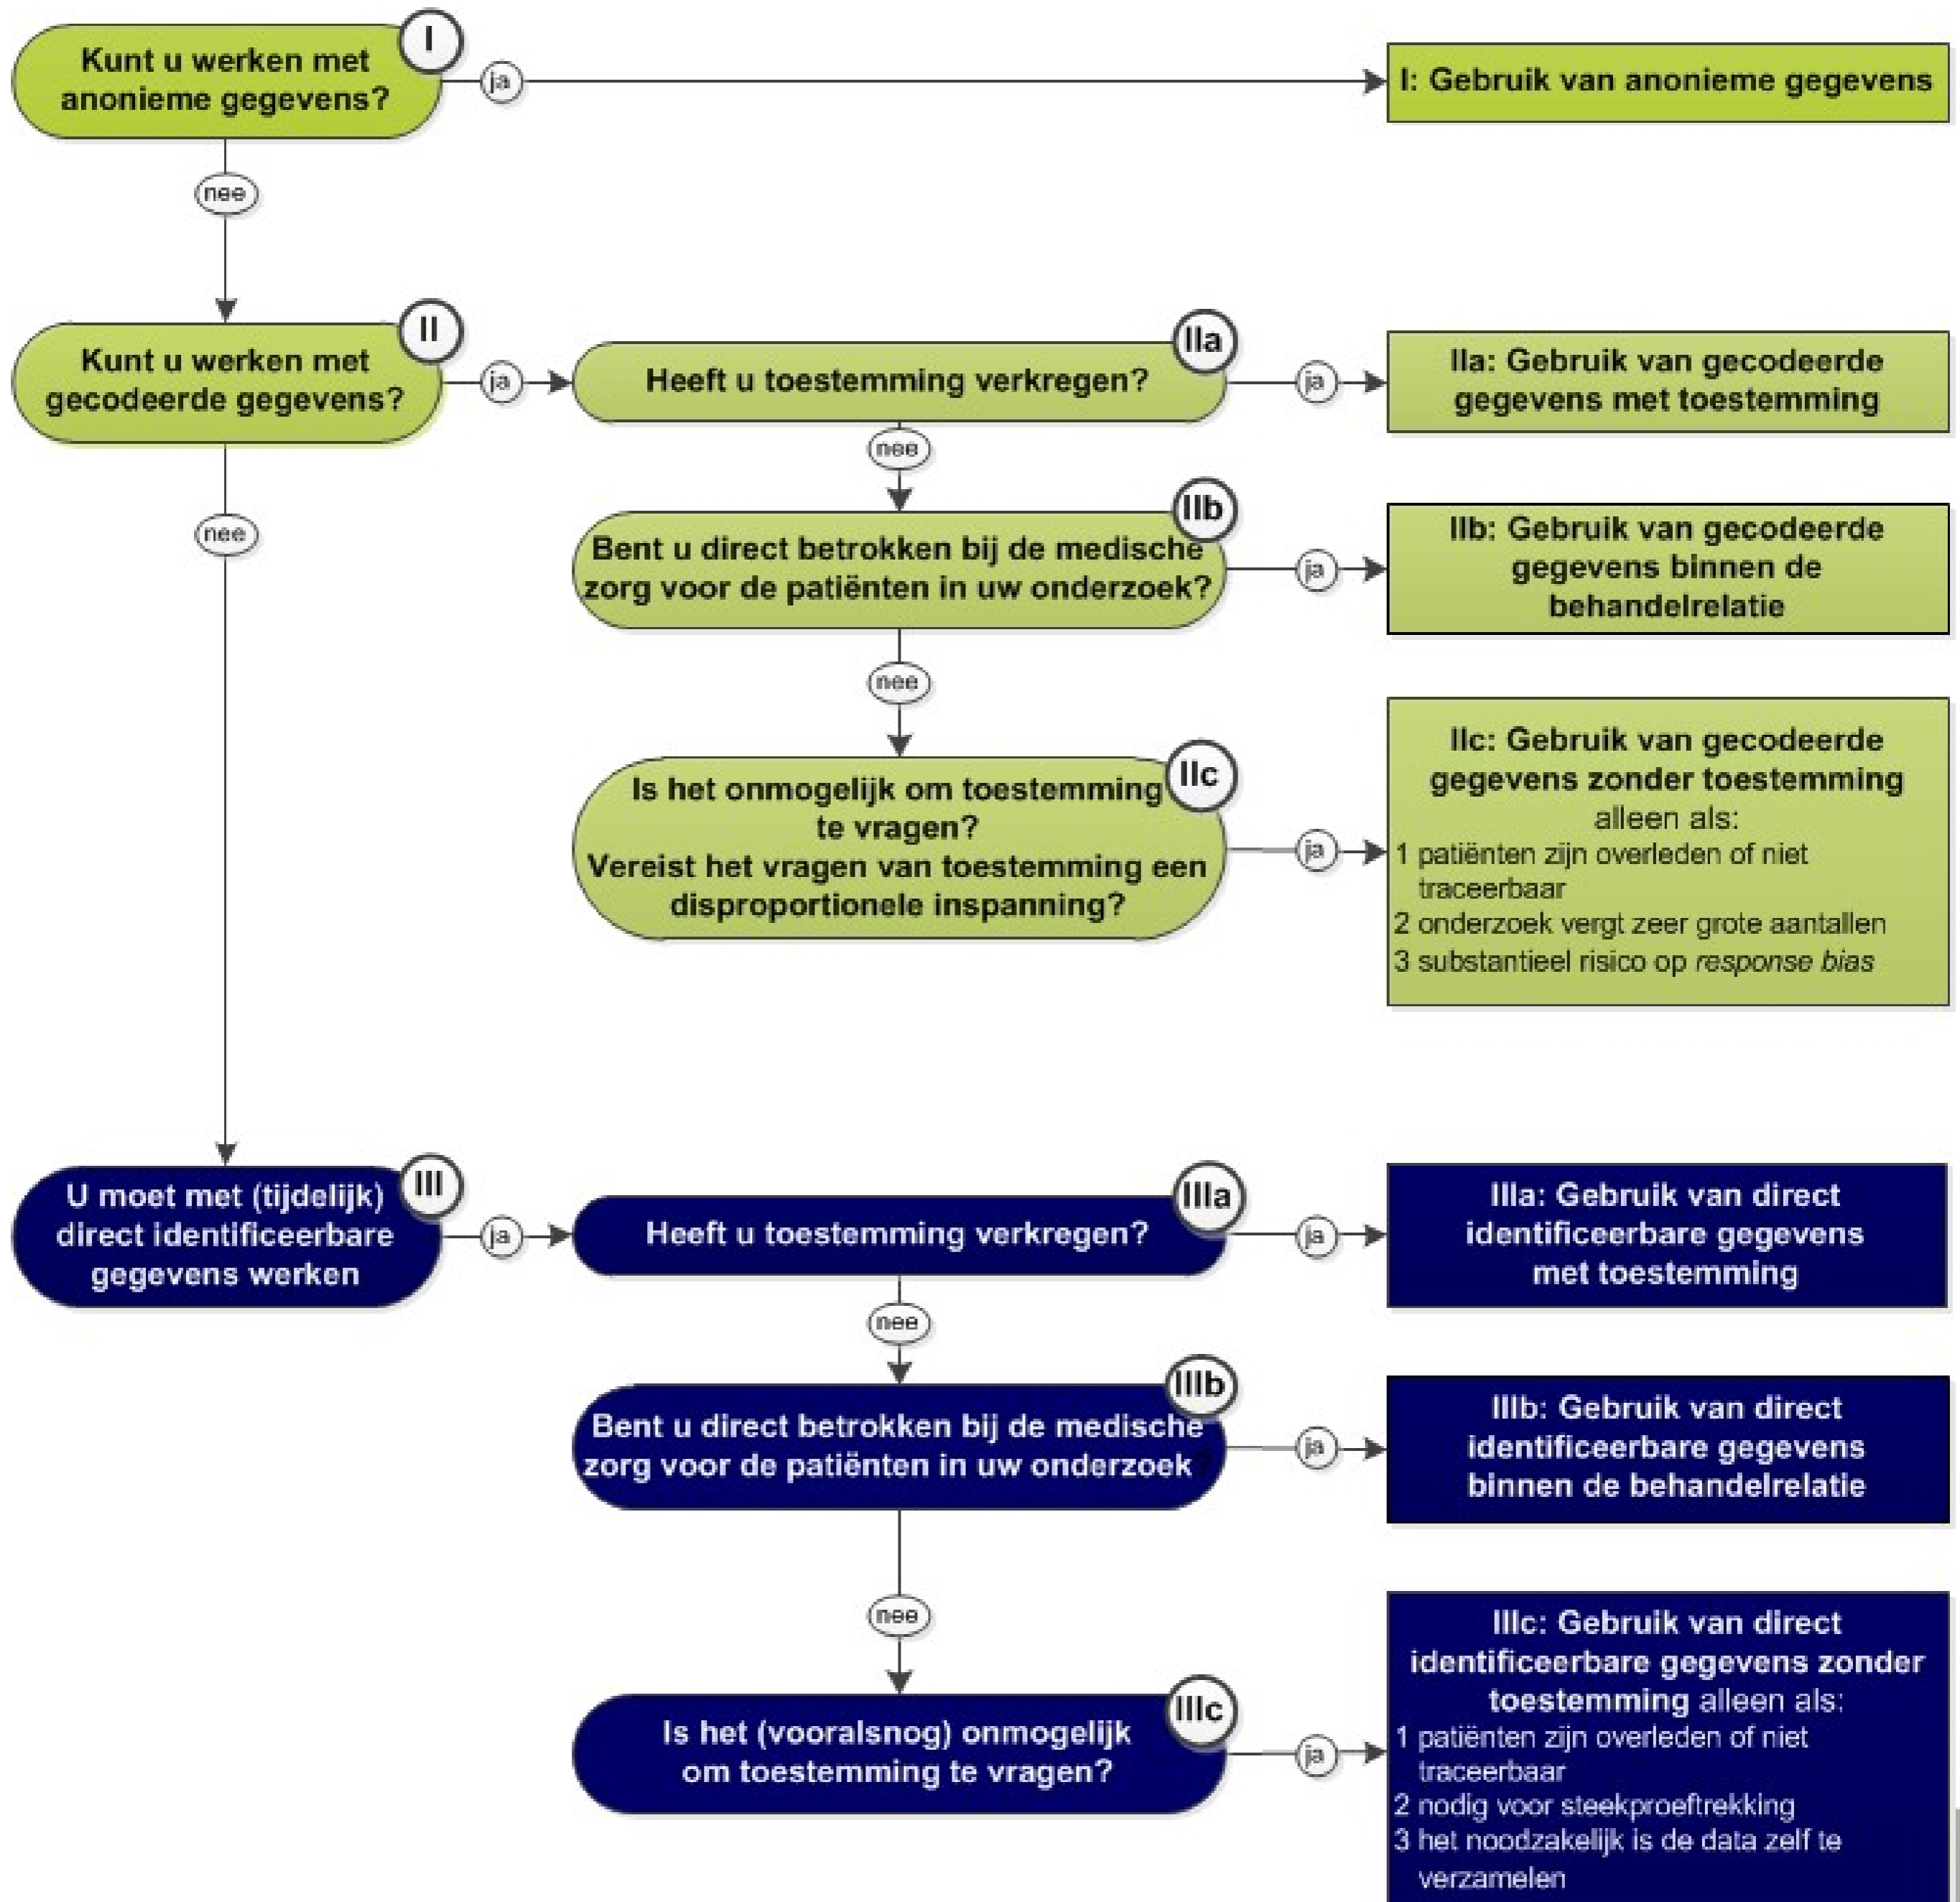 I
Kunt u werken met
anonieme gegevens?
ja
I: Gebruik van anonieme gegevens
nee
II
Kunt u werken met
gecodeerde gegevens?
ja
IIa
Heeft u toestemming verkregen?
ja
IIa: Gebruik van gecodeerde
gegevens met toestemming
nee
IIb
Bent u direct betrokken bij de medische
zorg voor de patiënten in uw onderzoek?
ja
IIb: Gebruik van gecodeerde
gegevens binnen de
behandelrelatie
nee
IIc
Is het onmogelijk om toestemming
te vragen?
Vereist het vragen van toestemming een
disproportionele inspanning?
ja
IIc: Gebruik van gecodeerde
gegevens zonder toestemming
alleen als:
1 patiënten zijn overleden of niet
traceerbaar
2 onderzoek vergt zeer grote aantallen
3 substantieel risico op response bias
nee
III
U moet met (tijdelijk)
direct identificeerbare
gegevens werken
ja
IIIa
Heeft u toestemming verkregen?
ja
IIIa: Gebruik van direct
identificeerbare gegevens
met toestemming
nee
IIIb
Bent u direct betrokken bij de medische
zorg voor de patiënten in uw onderzoek?
ja
IIIb: Gebruik van direct
identificeerbare gegevens
binnen de behandelrelatie
nee
IIIc
Is het (vooralsnog) onmogelijk
om toestemming te vragen?
ja
IIIc: Gebruik van direct
identificeerbare gegevens zonder
toestemming alleen als:
1 patiënten zijn overleden of niet
traceerbaar
2 nodig voor steekproeftrekking
3 het noodzakelijk is de data zelf te
verzamelen